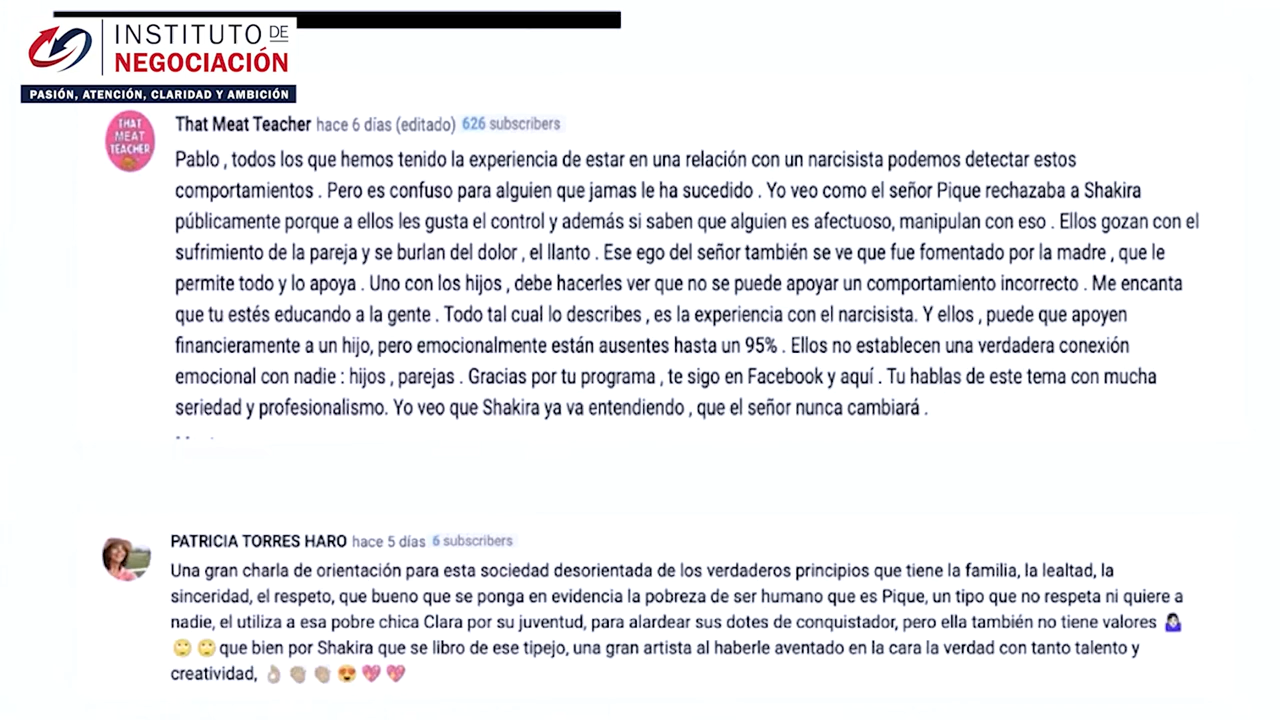 INSTITUTO DE
NEGOCIACIÓN
PASIÓN, ATENCIÓN, CLARIDAD Y AMBICIÓN
THAT
MEAT
TEACHER
That Meat Teacher hace 6 días (editado) 626 subscribers
Pablo , todos los que hemos tenido la experiencia de estar en una relación con un narcisista podemos detectar estos
comportamientos . Pero es confuso para alguien que jamas le ha sucedido . Yo veo como el señor Pique rechazaba a Shakira
públicamente porque a ellos les gusta el control y además si saben que alguien es afectuoso, manipulan con eso . Ellos gozan con el
sufrimiento de la pareja y se burlan del dolor , el llanto . Ese ego del señor también se ve que fue fomentado por la madre , que le
permite todo y lo apoya . Uno con los hijos , debe hacerles ver que no se puede apoyar un comportamiento incorrecto . Me encanta
que tu estés educando a la gente . Todo tal cual lo describes , es la experiencia con el narcisista. Y ellos , puede que apoyen
financieramente a un hijo, pero emocionalmente están ausentes hasta un 95% . Ellos no establecen una verdadera conexión
emocional con nadie : hijos , parejas . Gracias por tu programa , te sigo en Facebook y aquí . Tu hablas de este tema con mucha
seriedad y profesionalismo. Yo veo que Shakira ya va entendiendo , que el señor nunca cambiará .
PATRICIA TORRES HARO hace 5 días 6 subscribers
Una gran charla de orientación para esta sociedad desorientada de los verdaderos principios que tiene la familia, la lealtad, la
sinceridad, el respeto, que bueno que se ponga en evidencia la pobreza de ser humano que es Pique, un tipo que no respeta ni quiere a
nadie, el utiliza a esa pobre chica Clara por su juventud, para alardear sus dotes de conquistador, pero ella también no tiene valores 🤷🏻‍♀️
🙄 🙄 que bien por Shakira que se libro de ese tipejo, una gran artista al haberle aventado en la cara la verdad con tanto talento y
creatividad, 👌🏼 👏🏼 👏🏼 😍 💖 💖